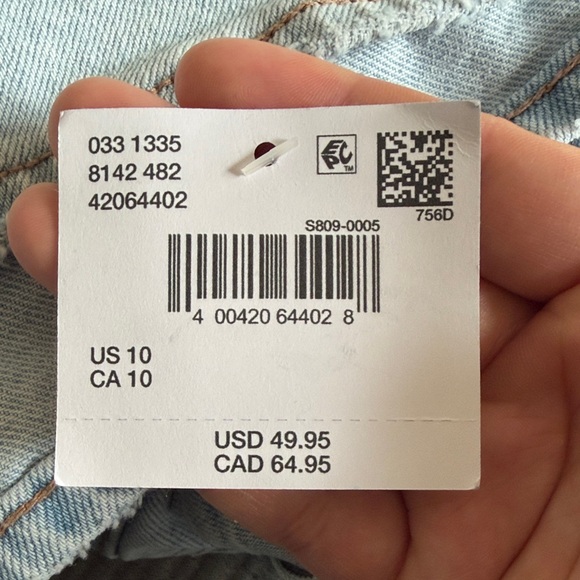 033 1335
8142 482
42064402
EPC™
756D
S809-0005
4 00420 64402 8
US 10
CA 10
USD 49.95
CAD 64.95